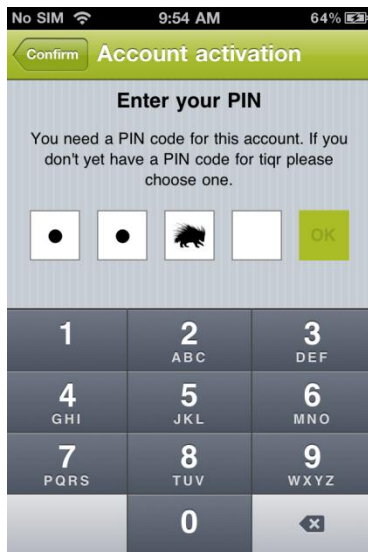 No SIM 9:54 AM 64%
Confirm Account activation
Enter your PIN
You need a PIN code for this account. If you
don't yet have a PIN code for tiqr please
choose one.
OK
1 2 3
ABC DEF
4 5 6
GHI JKL MNO
7 8 9
PQRS TUV WXYZ
0